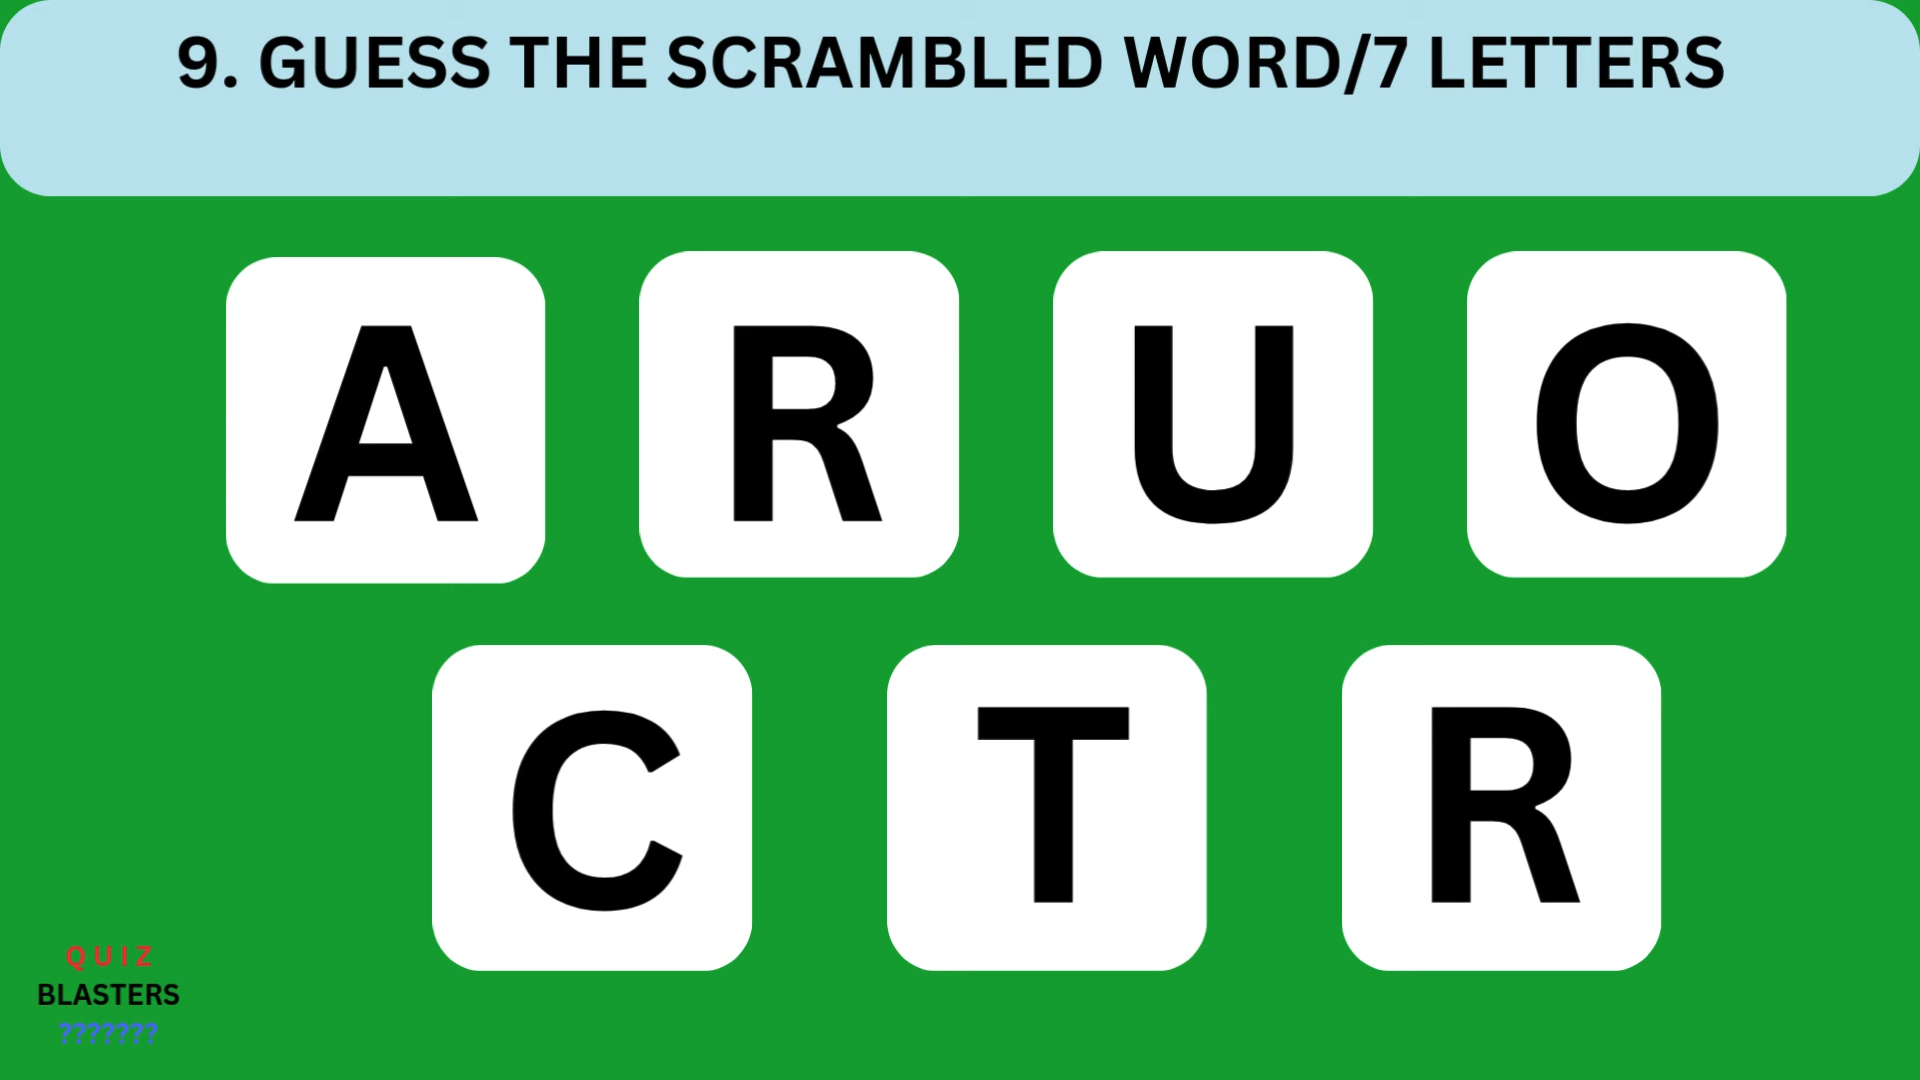 9. GUESS THE SCRAMBLED WORD/7 LETTERS
A R U O
C T R
QUIZ
BLASTERS
???????